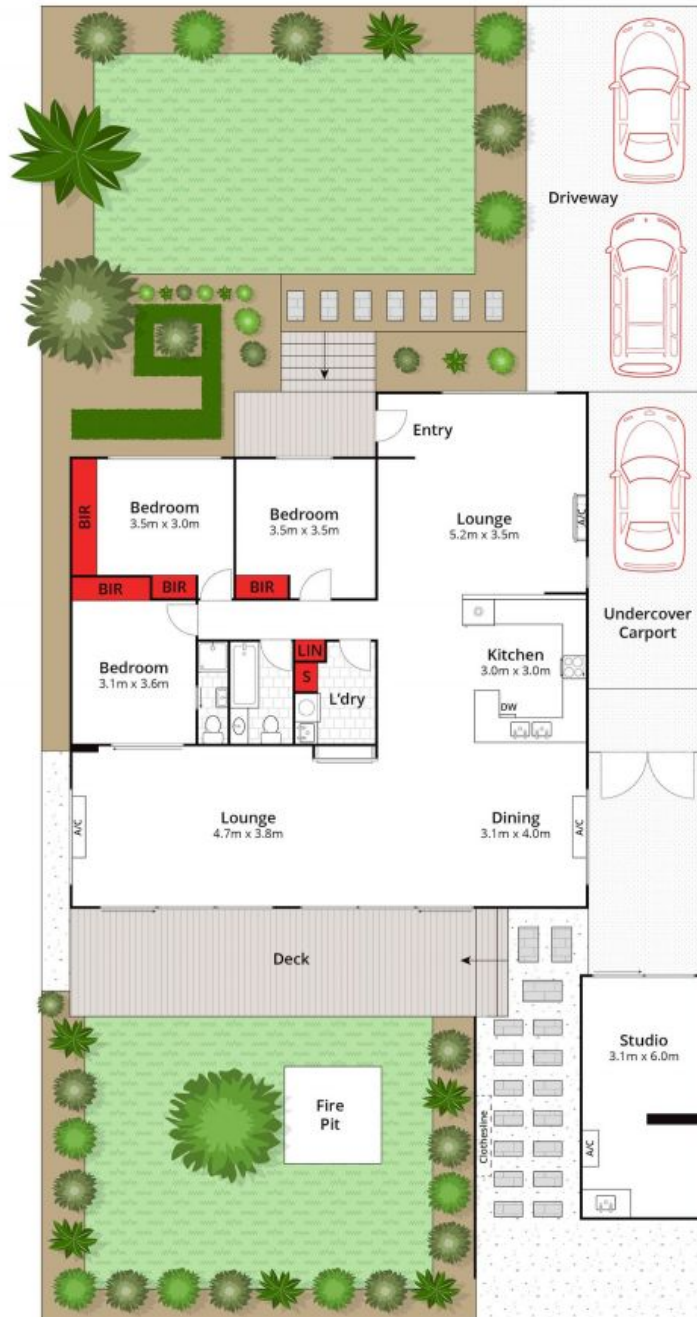 Driveway
Entry
BIR
Bedroom
3.5m x 3.0m
Bedroom
3.5m x 3.5m
Lounge
5.2m x 3.5m
A/C
BIR
BIR
BIR
Undercover
Carport
Bedroom
3.1m x 3.6m
LIN
S
L'dry
Kitchen
3.0m x 3.0m
DW
A/C
Lounge
4.7m x 3.8m
Dining
3.1m x 4.0m
A/C
Deck
Studio
3.1m x 6.0m
Fire
Pit
Clothesline
A/C